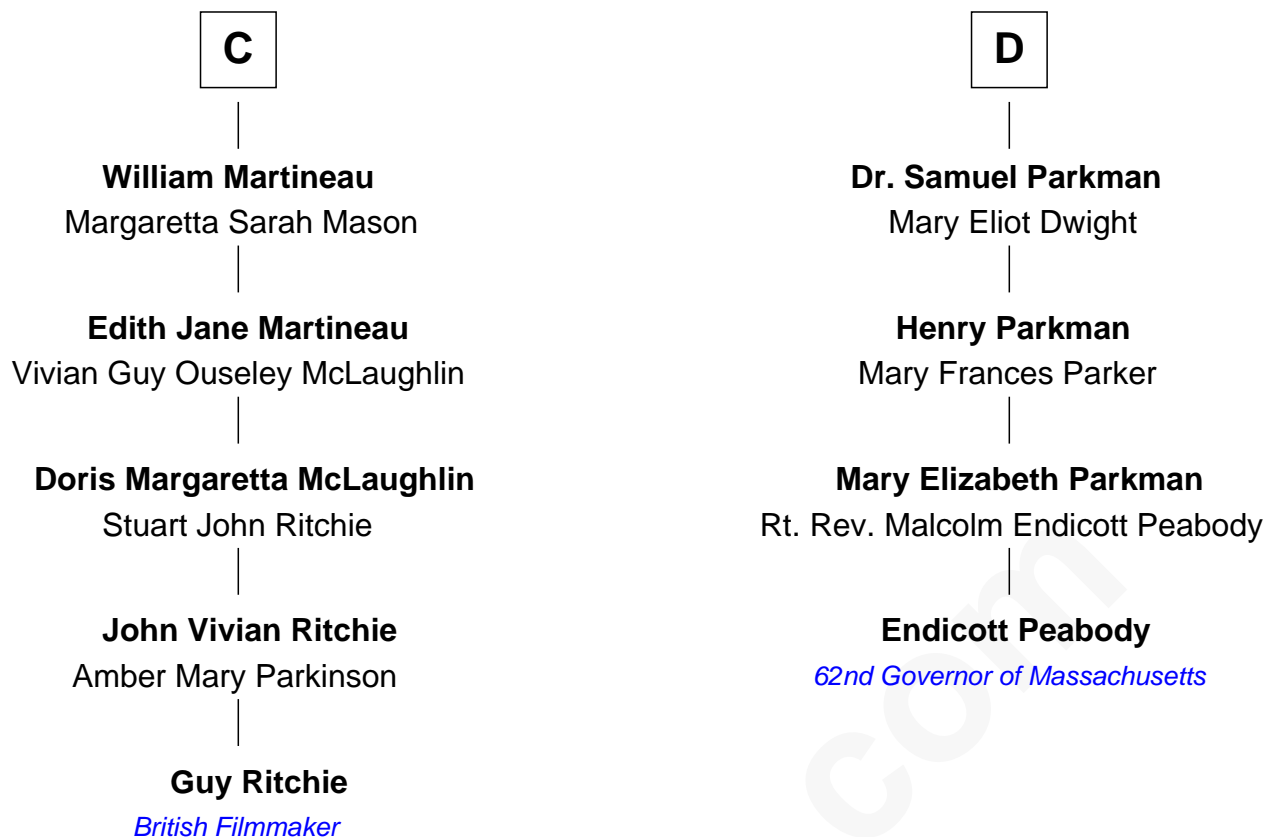 C
William Martineau
Margaretta Sarah Mason
Edith Jane Martineau
Vivian Guy Ouseley McLaughlin
Doris Margaretta McLaughlin
Stuart John Ritchie
John Vivian Ritchie
Amber Mary Parkinson
Guy Ritchie
British Filmmaker
D
Dr. Samuel Parkman
Mary Eliot Dwight
Henry Parkman
Mary Frances Parker
Mary Elizabeth Parkman
Rt. Rev. Malcolm Endicott Peabody
Endicott Peabody
62nd Governor of Massachusetts
com